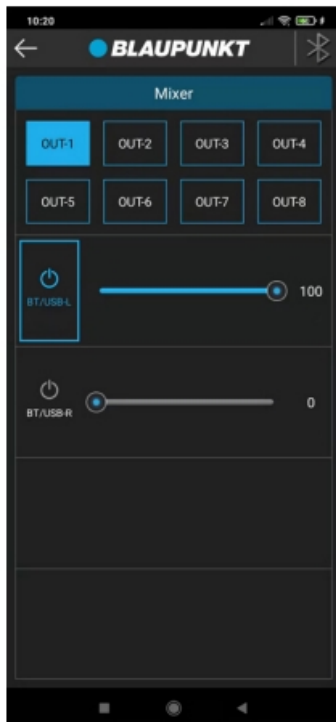 10:20
BLAUPUNKT
Mixer
OUT-1 OUT-2 OUT-3 OUT-4
OUT-5 OUT-6 OUT-7 OUT-8
BT/USB-L 100
BT/USB-R 0